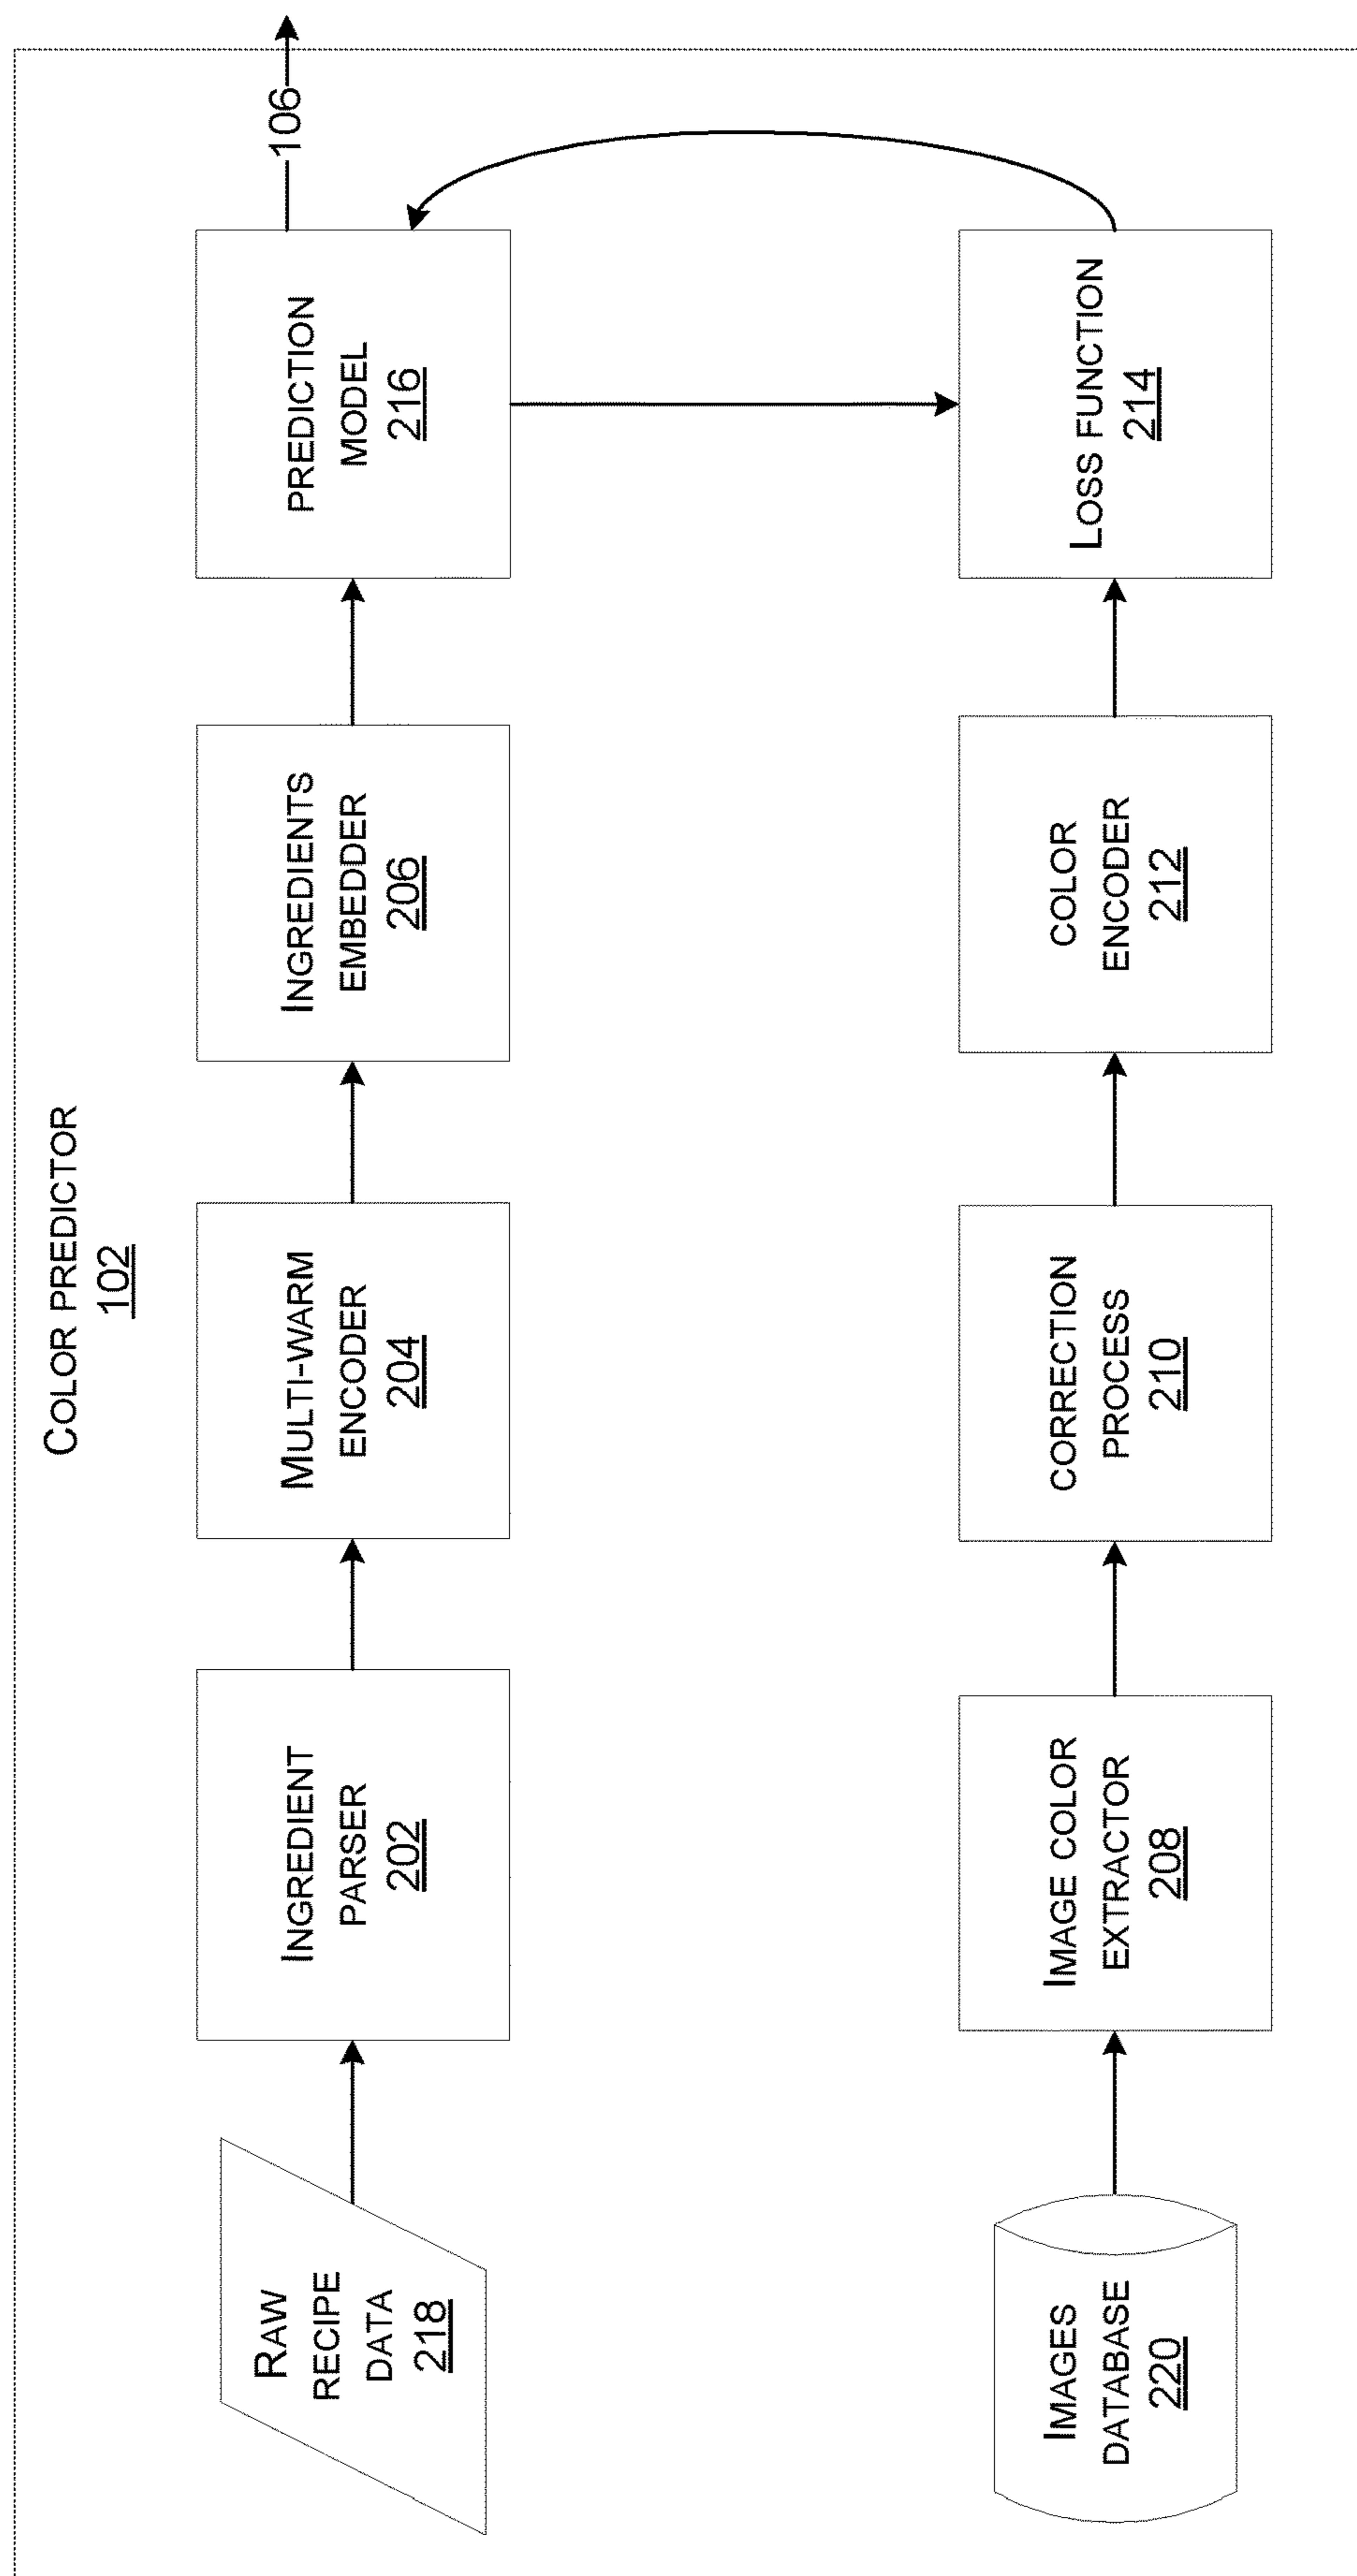 COLOR PREDICTOR
102
RAW
RECIPE
DATA
218
INGREDIENT
PARSER
202
MULTI-WARM
ENCODER
204
INGREDIENTS
EMBEDDER
206
PREDICTION
MODEL
216
106
IMAGES
DATABASE
220
IMAGE COLOR
EXTRACTOR
208
CORRECTION
PROCESS
210
COLOR
ENCODER
212
LOSS FUNCTION
214